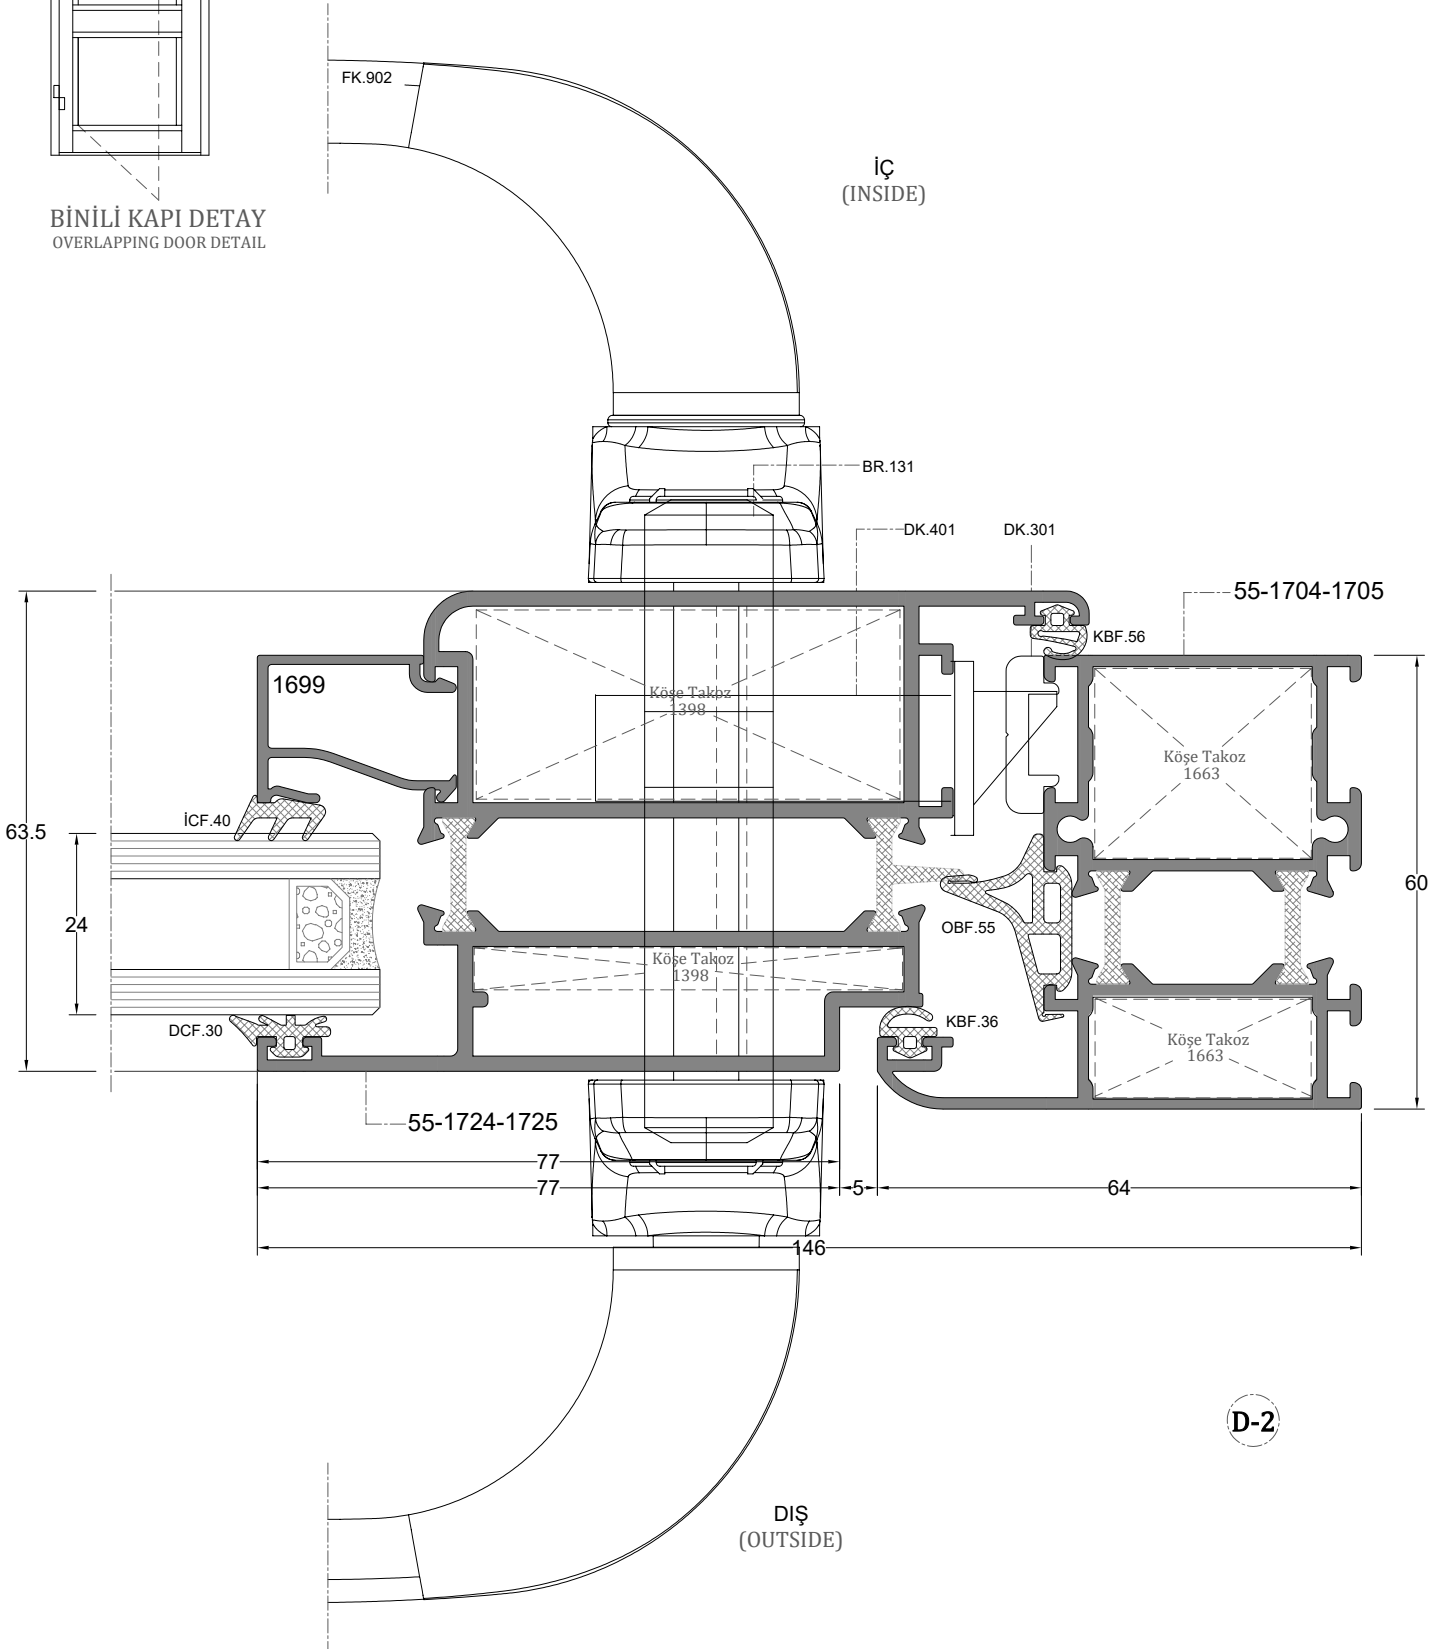 FK.902
İÇ
(INSIDE)
BİNİLİ KAPI DETAY
OVERLAPPING DOOR DETAIL
BR.131
DK.401
DK.301
55-1704-1705
KBF.56
1699
Köşe Takoz
1398
Köşe Takoz
1663
İCF.40
63.5
24
60
OBF.55
Köşe Takoz
1398
DCF.30
KBF.36
Köşe Takoz
1663
55-1724-1725
77
77
5
64
146
D-2
DIŞ
(OUTSIDE)